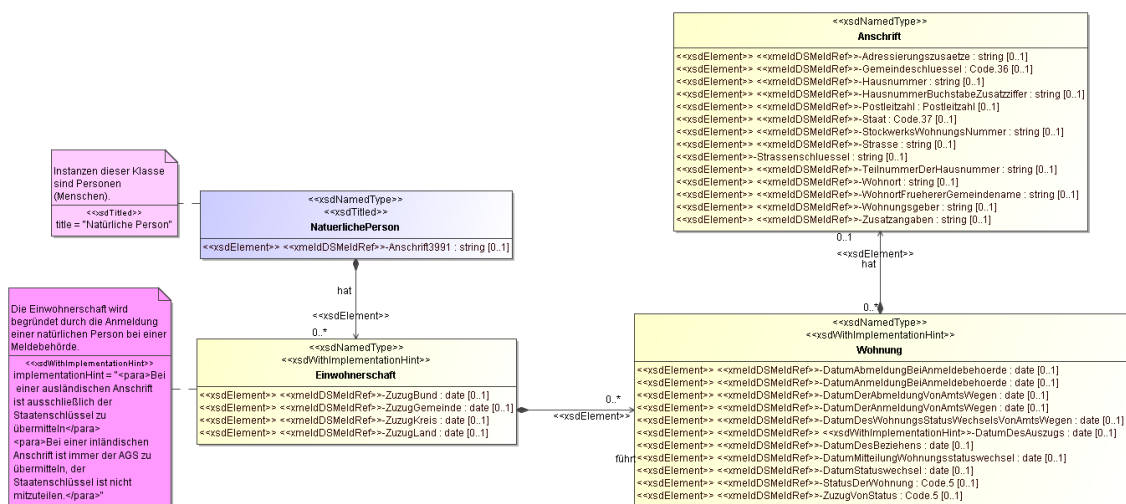 <<xsdNamedType>>
Anschrift
<<xsdElement>> <<xmeldDSMeldRef>>-Adressierungszusaetze : string [0..1]
<<xsdElement>> <<xmeldDSMeldRef>>-Gemeindeschluessel : Code.36 [0..1]
<<xsdElement>> <<xmeldDSMeldRef>>-Hausnummer : string [0..1]
<<xsdElement>> <<xmeldDSMeldRef>>-HausnummerBuchstabeZusatzziffer : string [0..1]
<<xsdElement>> <<xmeldDSMeldRef>>-Postleitzahl : Postleitzahl [0..1]
<<xsdElement>> <<xmeldDSMeldRef>>-Staat : Code.37 [0..1]
<<xsdElement>> <<xmeldDSMeldRef>>-StockwerksWohnungsNummer : string [0..1]
<<xsdElement>> <<xmeldDSMeldRef>>-Strasse : string [0..1]
<<xsdElement>>-Strassenschluessel : string [0..1]
<<xsdElement>> <<xmeldDSMeldRef>>-TeilnummerDerHausnummer : string [0..1]
<<xsdElement>> <<xmeldDSMeldRef>>-Wohnort : string [0..1]
<<xsdElement>> <<xmeldDSMeldRef>>-WohnortFruehererGemeindename : string [0..1]
<<xsdElement>> <<xmeldDSMeldRef>>-Wohnungsgeber : string [0..1]
<<xsdElement>> <<xmeldDSMeldRef>>-Zusatzangaben : string [0..1]
Instanzen dieser Klasse
sind Personen
(Menschen).
<<xsdTitled>>
title = "Natürliche Person"
<<xsdNamedType>>
<<xsdTitled>>
NatuerlichePerson
<<xsdElement>> <<xmeldDSMeldRef>>-Anschrift3991 : string [0..1]
0..1
<<xsdElement>>
hat
0..*
hat
<<xsdElement>>
0..*
Die Einwohnerschaft wird
begründet durch die Anmeldung
einer natürlichen Person bei einer
Meldebehörde.
<<xsdWithImplementationHint>>
implementationHint = "<para>Bei
einer ausländischen Anschrift
ist ausschließlich der
Staatenschlüssel zu
übermitteln</para>
<para>Bei einer inländischen
Anschrift ist immer der AGS zu
übermitteln, der
Staatenschlüssel ist nicht
mitzuteilen.</para>"
<<xsdNamedType>>
<<xsdWithImplementationHint>>
Einwohnerschaft
<<xsdElement>> <<xmeldDSMeldRef>>-ZuzugBund : date [0..1]
<<xsdElement>> <<xmeldDSMeldRef>>-ZuzugGemeinde : date [0..1]
<<xsdElement>> <<xmeldDSMeldRef>>-ZuzugKreis : date [0..1]
<<xsdElement>> <<xmeldDSMeldRef>>-ZuzugLand : date [0..1]
0..*
<<xsdElement>>
führt
<<xsdNamedType>>
<<xsdWithImplementationHint>>
Wohnung
<<xsdElement>> <<xmeldDSMeldRef>>-DatumAbmeldungBeiAnmeldebehoerde : date [0..1]
<<xsdElement>> <<xmeldDSMeldRef>>-DatumAnmeldungBeiAnmeldebehoerde : date [0..1]
<<xsdElement>> <<xmeldDSMeldRef>>-DatumDerAbmeldungVonAmtsWegen : date [0..1]
<<xsdElement>> <<xmeldDSMeldRef>>-DatumDerAnmeldungVonAmtsWegen : date [0..1]
<<xsdElement>> <<xmeldDSMeldRef>>-DatumDesWohnungsStatusWechselsVonAmtsWegen : date [0..1]
<<xsdElement>> <<xmeldDSMeldRef>> <<xsdWithImplementationHint>>-DatumDesAuszugs : date [0..1]
<<xsdElement>> <<xmeldDSMeldRef>>-DatumDesBeziehens : date [0..1]
<<xsdElement>> <<xmeldDSMeldRef>>-DatumMitteilungWohnungsstatuswechsel : date [0..1]
<<xsdElement>> <<xmeldDSMeldRef>>-DatumStatuswechsel : date [0..1]
<<xsdElement>> <<xmeldDSMeldRef>>-StatusDerWohnung : Code.5 [0..1]
<<xsdElement>> <<xmeldDSMeldRef>>-ZuzugVonStatus : Code.5 [0..1]